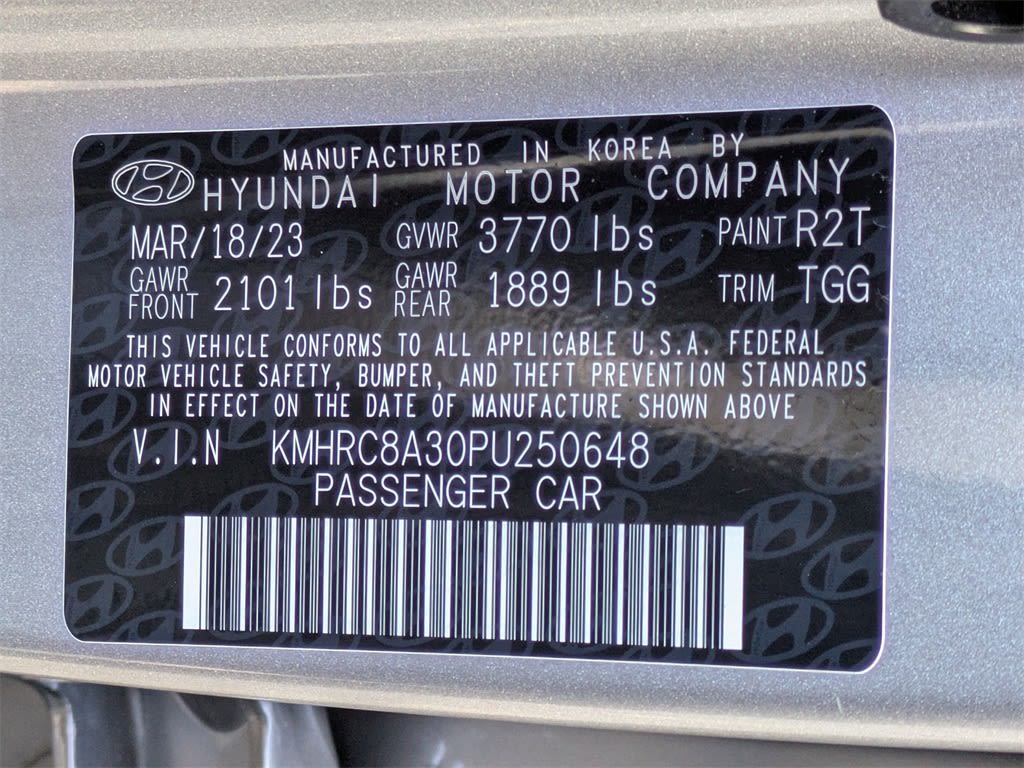 MANUFACTURED IN KOREA BY
HYUNDAI MOTOR COMPANY
MAR/18/23 GVWR 3770 lbs PAINT R2T
GAWR FRONT 2101 lbs GAWR REAR 1889 lbs TRIM TGG
THIS VEHICLE CONFORMS TO ALL APPLICABLE U.S.A. FEDERAL
MOTOR VEHICLE SAFETY, BUMPER, AND THEFT PREVENTION STANDARDS
IN EFFECT ON THE DATE OF MANUFACTURE SHOWN ABOVE
V.I.N KMHRC8A30PU250648
PASSENGER CAR